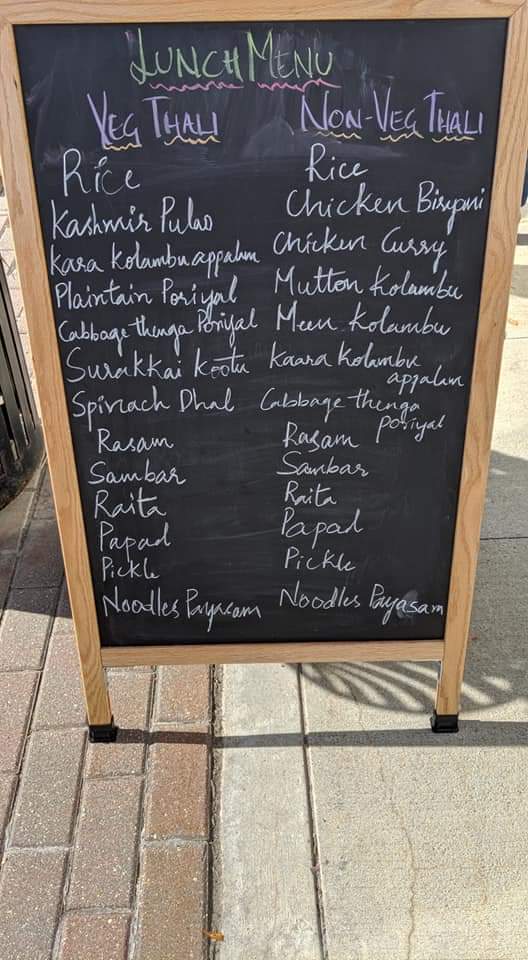 LUNCH MENU
VEG THALI
Rice
Kashmir Pulao
Kara Kolambu appalam
Plaintain Poriyal
Cabbage thenga Poriyal
Surakkai Kootu
Spinach Dhal
Rasam
Sambar
Raita
Papad
Pickle
Noodles Payasam
NON-VEG THALI
Rice
Chicken Biryani
Chicken Curry
Mutton Kolambu
Meen Kolambu
Kaara Kolambu
appalam
Cabbage thenga
poriyal
Rasam
Sambar
Raita
Papad
Pickle
Noodles Payasam